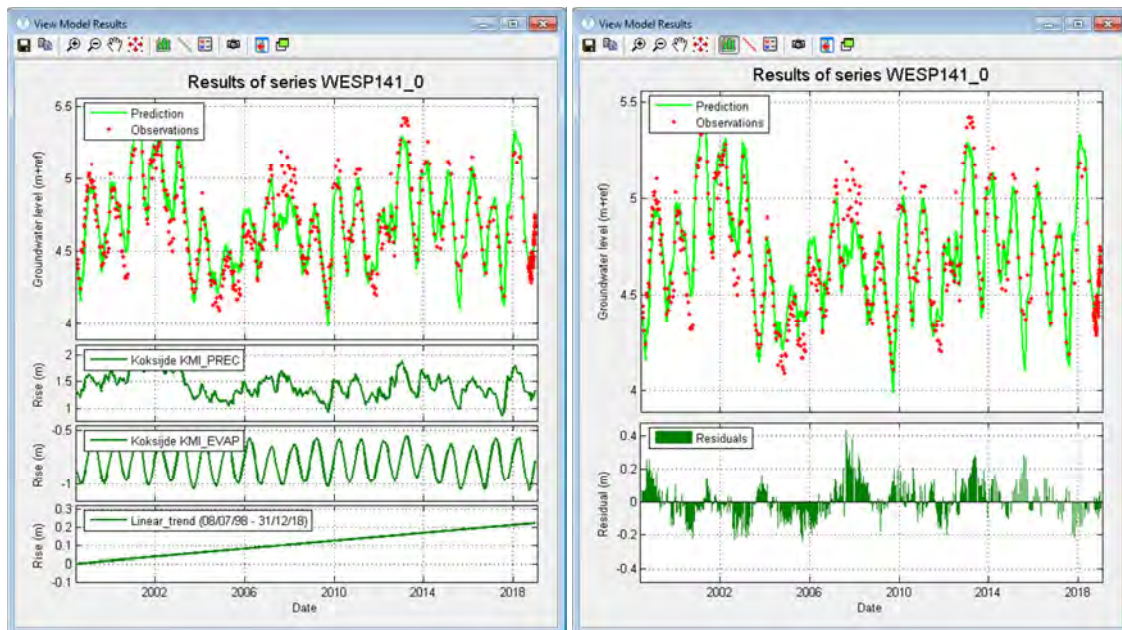 View Model Results
Results of series WESP141_0
5.5
5
4.5
4
Groundwater level (m+ref)
Prediction
Observations
2
1.5
1
Rise (m)
Koksijde KMI_PREC
-0.5
-1
Rise (m)
Koksijde KMI_EVAP
0.3
0.2
0.1
0
-0.1
Rise (m)
Linear_trend (08/07/98 - 31/12/18)
2002
2006
2010
2014
2018
Date
View Model Results
Results of series WESP141_0
5.5
5
4.5
4
Groundwater level (m+ref)
Prediction
Observations
0.4
0.2
0
-0.2
-0.4
Residual (m)
Residuals
2002
2006
2010
2014
2018
Date